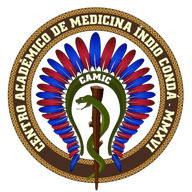 CENTRO ACADÊMICO DE MEDICINA ÍNDIO CONDÁ - MMXVI
CAMIC